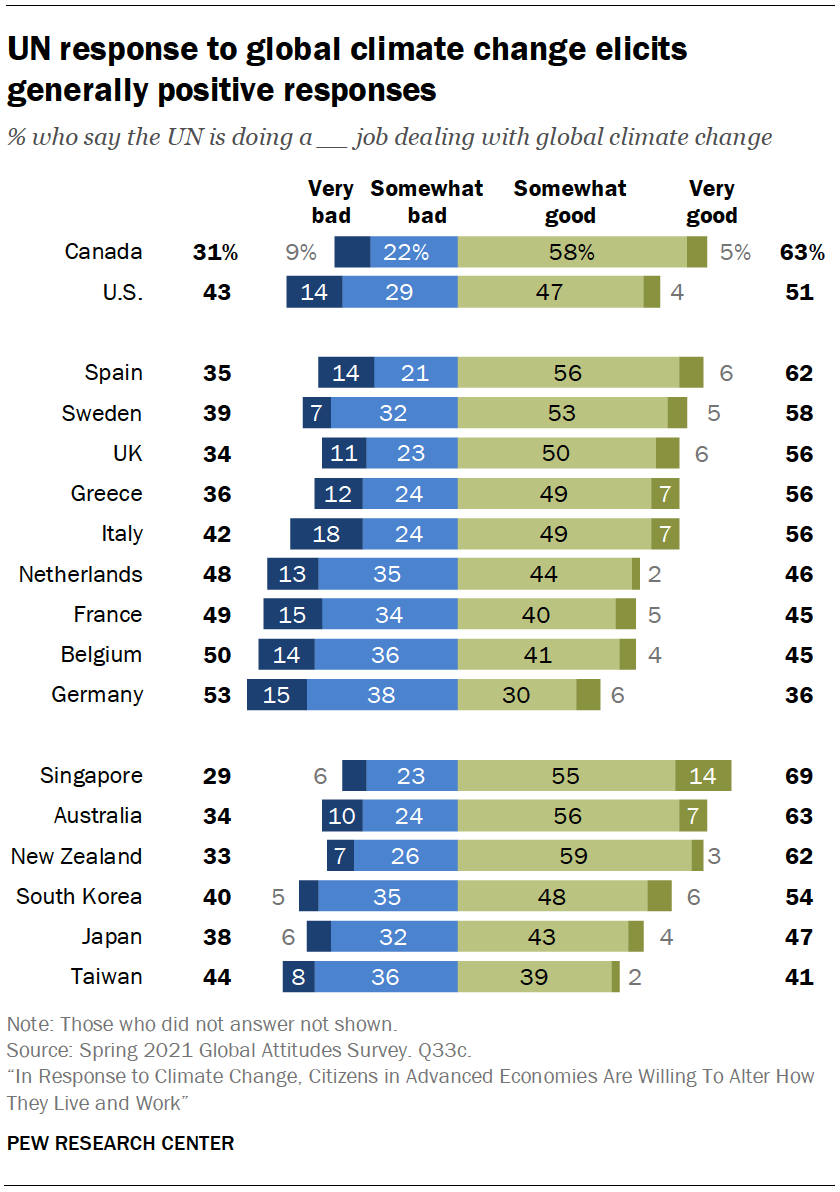 UN response to global climate change elicits
generally positive responses
% who say the UN is doing a __ job dealing with global climate change
Very Somewhat Somewhat Very
bad bad good good
Canada 31% 9% 22% 58% 5% 63%
U.S. 43 14 29 47 4 51
Spain 35 14 21 56 6 62
Sweden 39 7 32 53 5 58
UK 34 11 23 50 6 56
Greece 36 12 24 49 7 56
Italy 42 18 24 49 7 56
Netherlands 48 13 35 44 2 46
France 49 15 34 40 5 45
Belgium 50 14 36 41 4 45
Germany 53 15 38 30 6 36
Singapore 29 6 23 55 14 69
Australia 34 10 24 56 7 63
New Zealand 33 7 26 59 3 62
South Korea 40 5 35 48 6 54
Japan 38 6 32 43 4 47
Taiwan 44 8 36 39 2 41
Note: Those who did not answer not shown.
Source: Spring 2021 Global Attitudes Survey. Q33c.
“In Response to Climate Change, Citizens in Advanced Economies Are Willing To Alter How
They Live and Work”
PEW RESEARCH CENTER